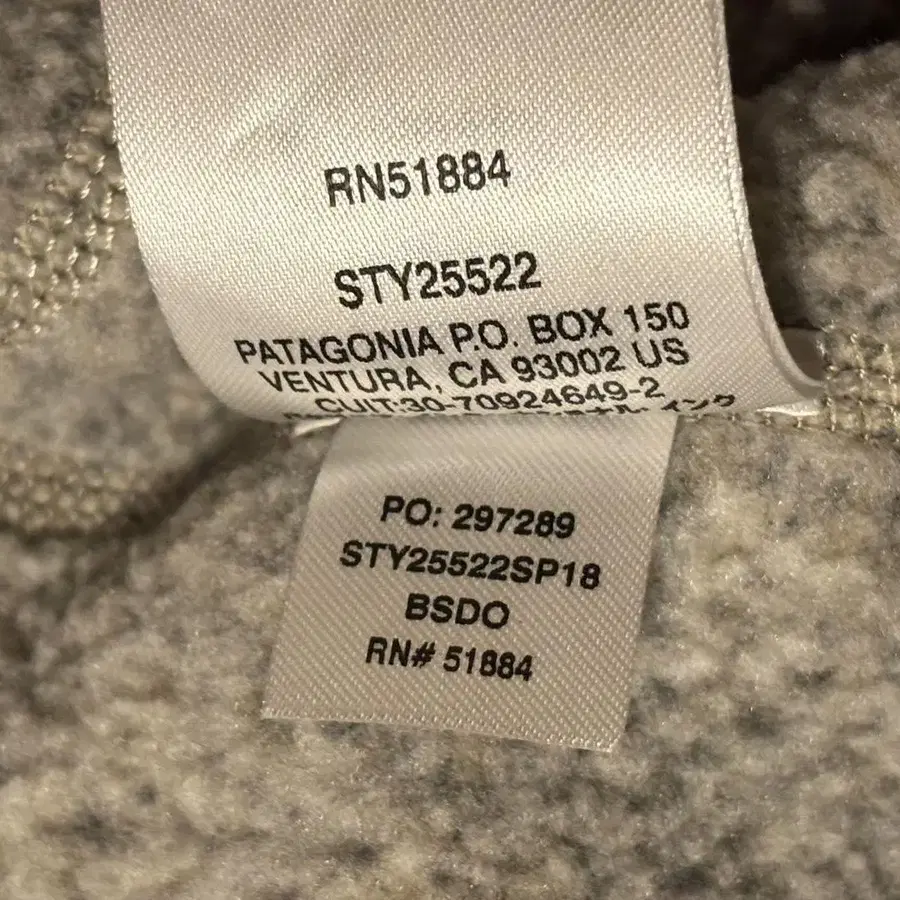 RN51884
STY25522
PATAGONIA P.O. BOX 150
VENTURA, CA 93002 US
CUIT:30-70924649-2
PO: 297289
STY25522SP18
BSDO
RN# 51884